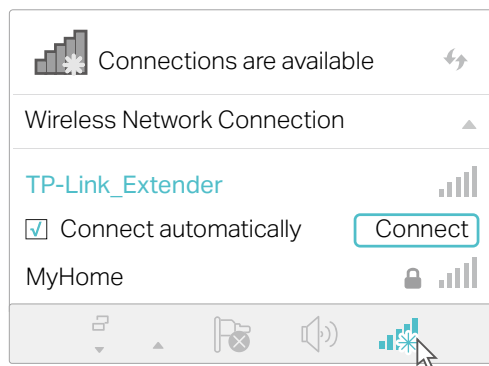 Connections are available
Wireless Network Connection
TP-Link_Extender
Connect automatically Connect
MyHome